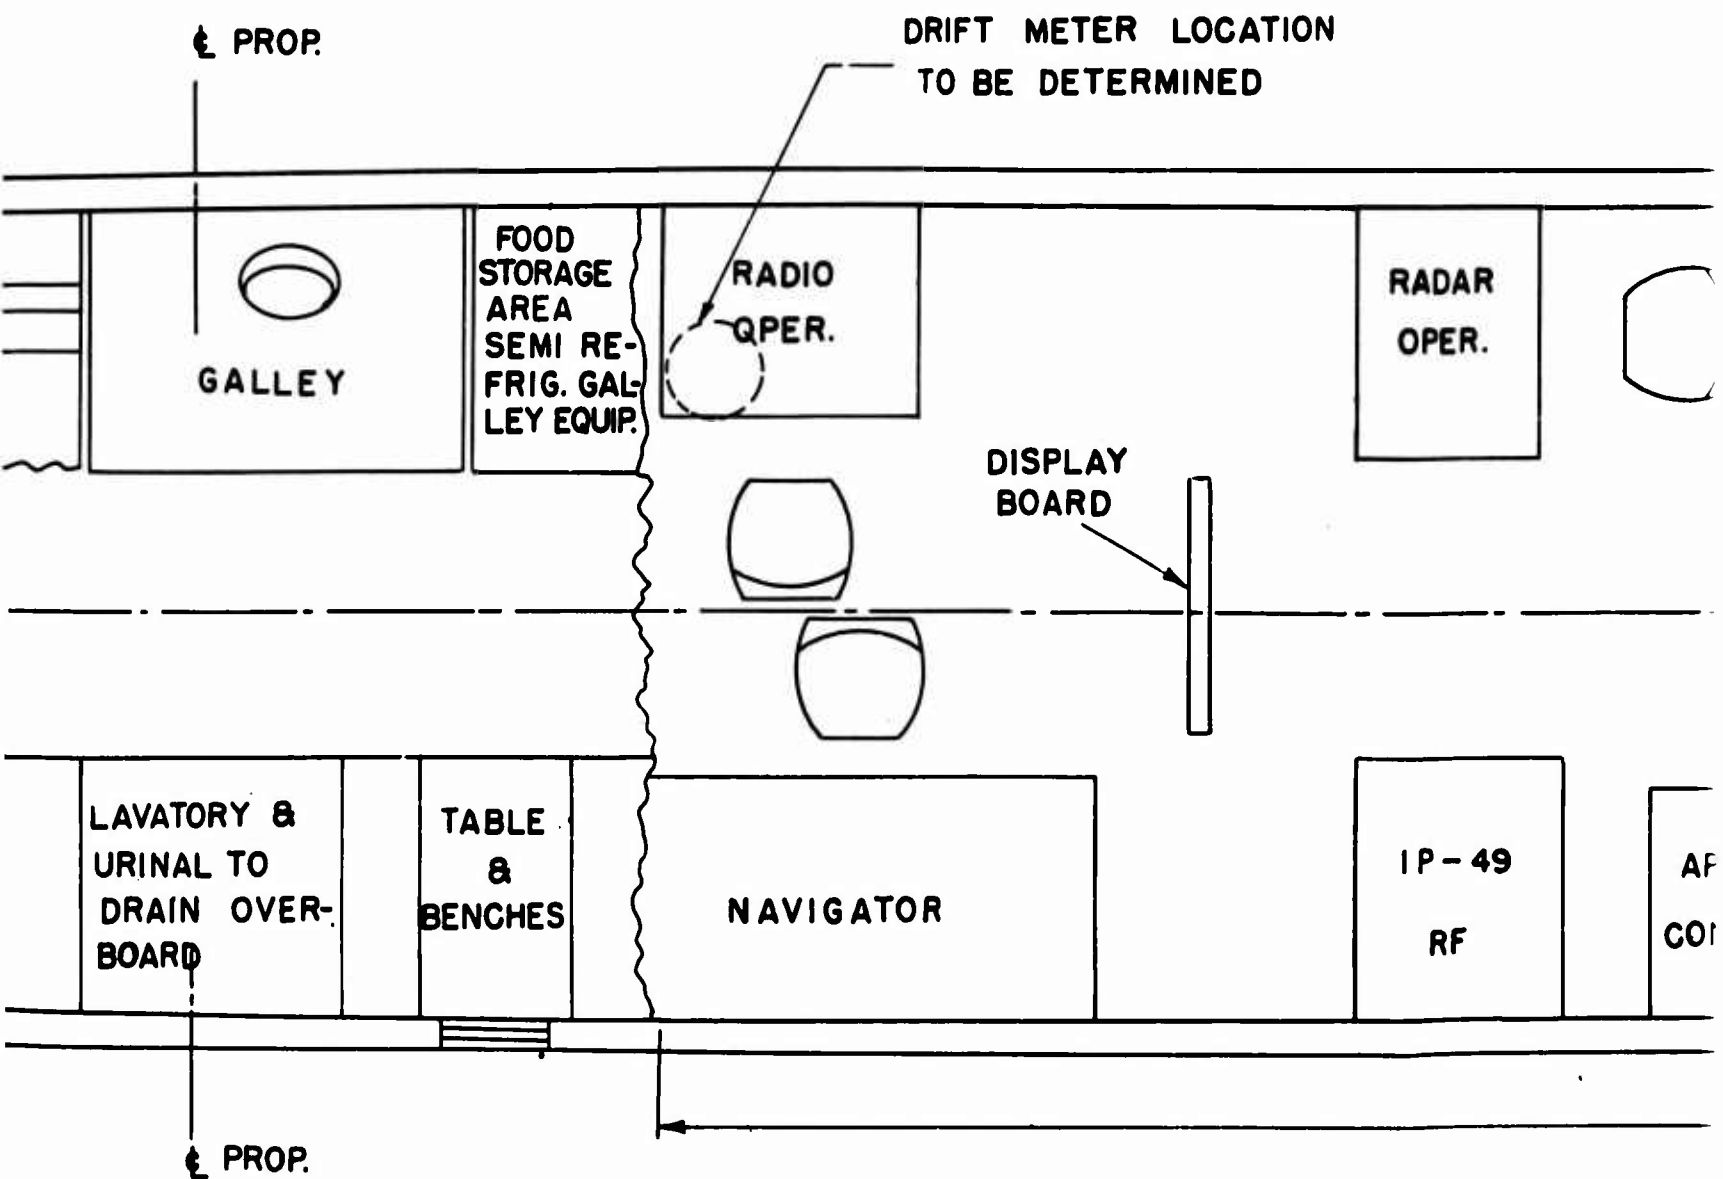 ℄ PROP.
DRIFT METER LOCATION
TO BE DETERMINED
FOOD
STORAGE
AREA
SEMI RE-
FRIG. GAL-
LEY EQUIP.
GALLEY
RADIO
OPER.
RADAR
OPER.
DISPLAY
BOARD
LAVATORY &
URINAL TO
DRAIN OVER-
BOARD
TABLE
&
BENCHES
NAVIGATOR
IP-49
RF
℄ PROP.